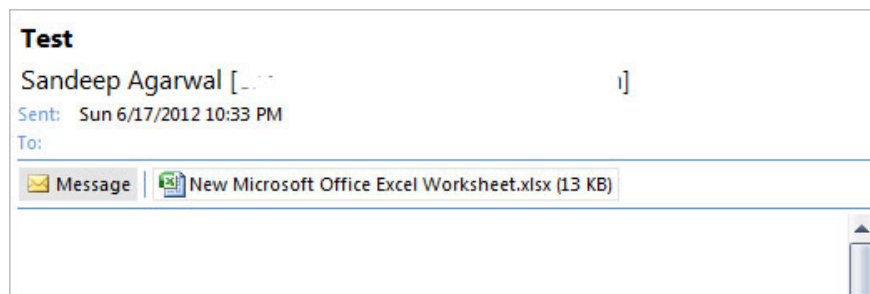 Test
Sandeep Agarwal [ ]
Sent: Sun 6/17/2012 10:33 PM
To:
Message New Microsoft Office Excel Worksheet.xlsx (13 KB)